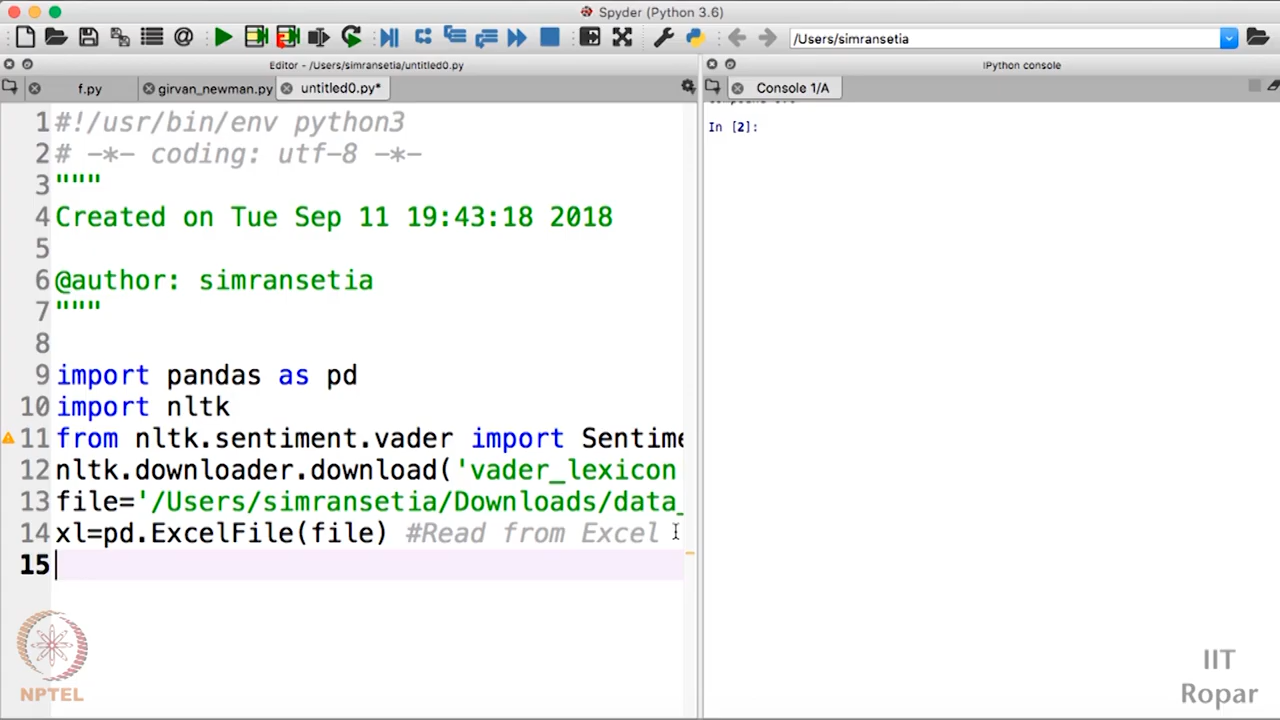 Spyder (Python 3.6)
/Users/simransetia
Editor - /Users/simransetia/untitled0.py
IPython console
f.py
girvan_newman.py
untitled0.py*
Console 1/A
In [2]:
1 #!/usr/bin/env python3
2 # -*- coding: utf-8 -*-
3 """
4 Created on Tue Sep 11 19:43:18 2018
5
6 @author: simransetia
7 """
8
9 import pandas as pd
10 import nltk
11 from nltk.sentiment.vader import Sentime
12 nltk.downloader.download('vader_lexicon
13 file='/Users/simransetia/Downloads/data_
14 xl=pd.ExcelFile(file) #Read from Excel
15
NPTEL
IIT
Ropar